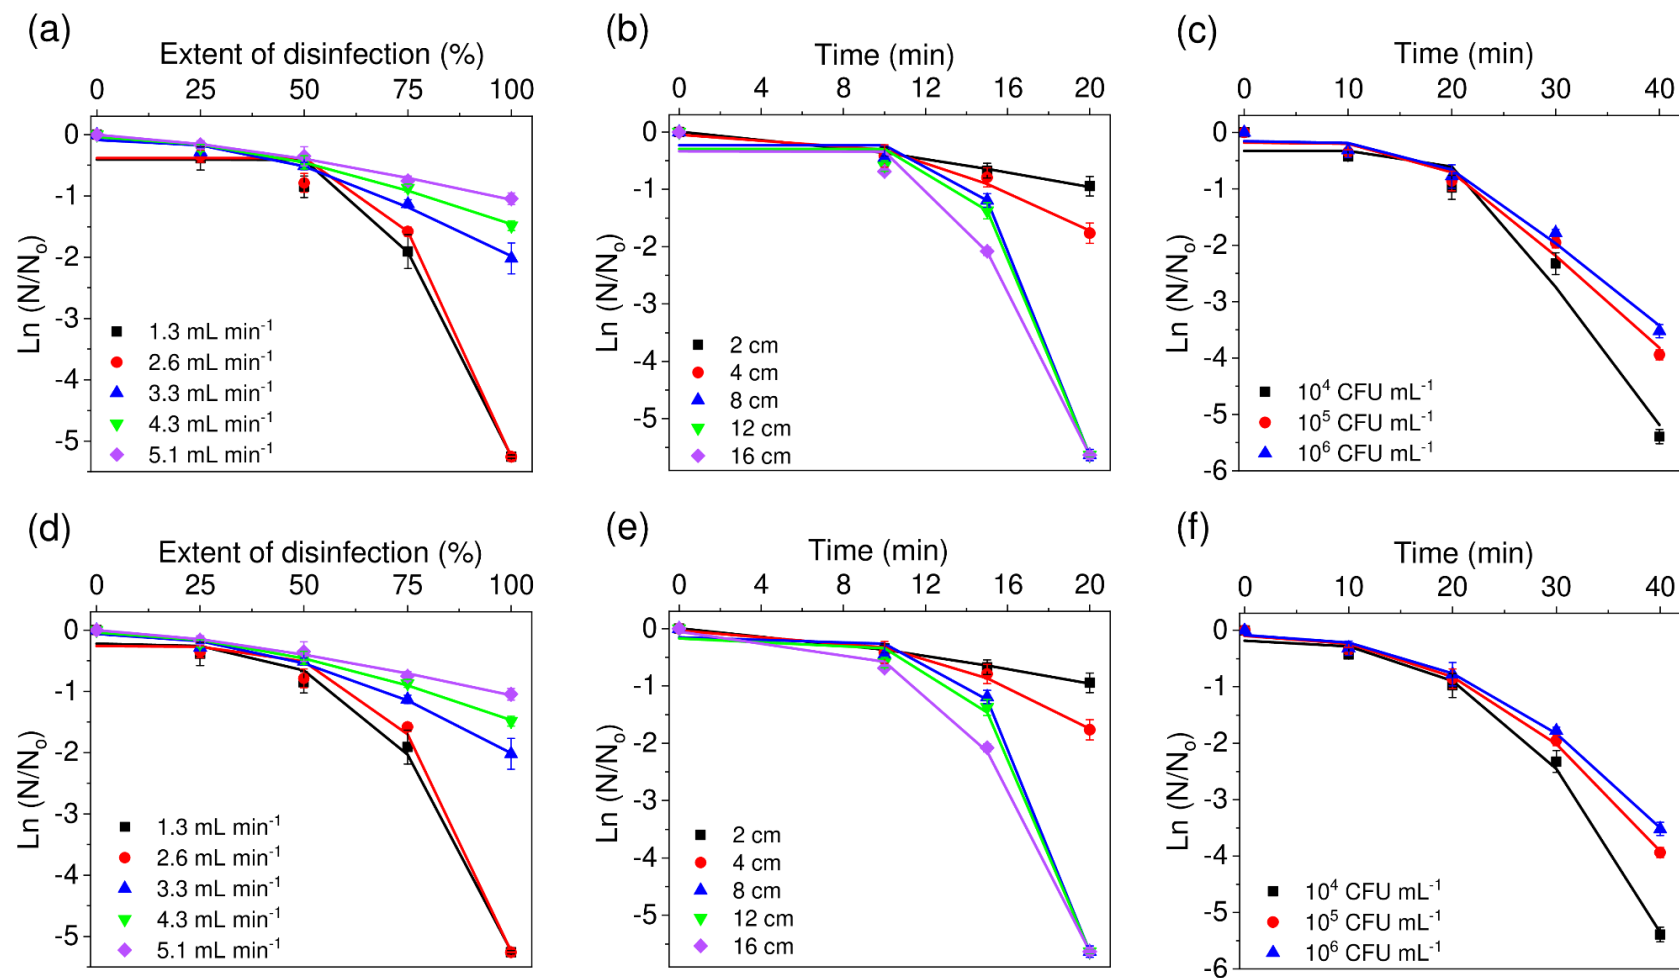 (a)
Extent of disinfection (%)
0 25 50 75 100
Ln (N/Nₒ)
0
-1
-2
-3
-4
-5
1.3 mL min⁻¹
2.6 mL min⁻¹
3.3 mL min⁻¹
4.3 mL min⁻¹
5.1 mL min⁻¹
(b)
Time (min)
0 4 8 12 16 20
Ln (N/Nₒ)
0
-1
-2
-3
-4
-5
2 cm
4 cm
8 cm
12 cm
16 cm
(c)
Time (min)
0 10 20 30 40
Ln (N/Nₒ)
0
-1
-2
-3
-4
-5
-6
10⁴ CFU mL⁻¹
10⁵ CFU mL⁻¹
10⁶ CFU mL⁻¹
(d)
Extent of disinfection (%)
0 25 50 75 100
Ln (N/Nₒ)
0
-1
-2
-3
-4
-5
1.3 mL min⁻¹
2.6 mL min⁻¹
3.3 mL min⁻¹
4.3 mL min⁻¹
5.1 mL min⁻¹
(e)
Time (min)
0 4 8 12 16 20
Ln (N/Nₒ)
0
-1
-2
-3
-4
-5
2 cm
4 cm
8 cm
12 cm
16 cm
(f)
Time (min)
0 10 20 30 40
Ln (N/Nₒ)
0
-1
-2
-3
-4
-5
-6
10⁴ CFU mL⁻¹
10⁵ CFU mL⁻¹
10⁶ CFU mL⁻¹